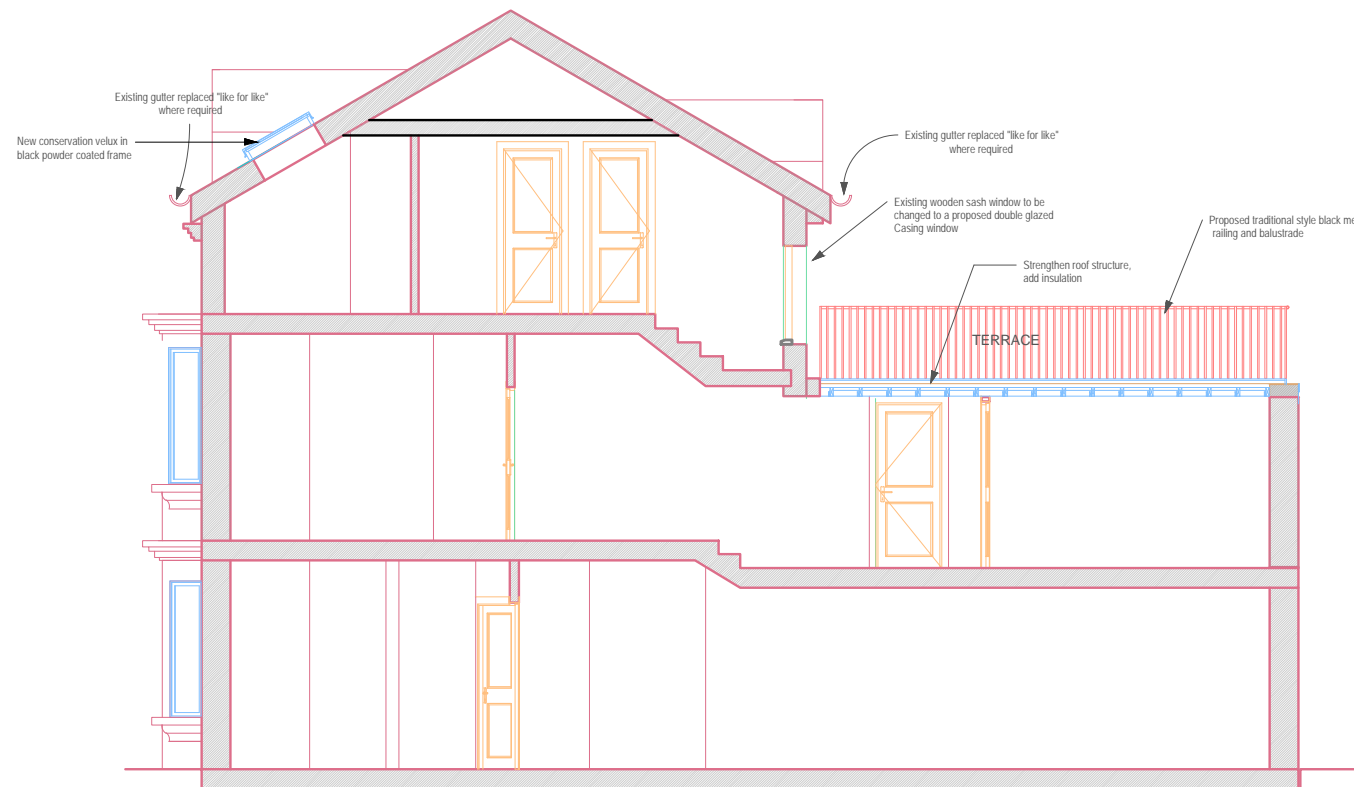 Existing gutter replaced "like for like"
where required
New conservation velux in
black powder coated frame
Existing gutter replaced "like for like"
where required
Existing wooden sash window to be
changed to a proposed double glazed
Casing window
Proposed traditional style black me
railing and balustrade
Strengthen roof structure,
add insulation
TERRACE